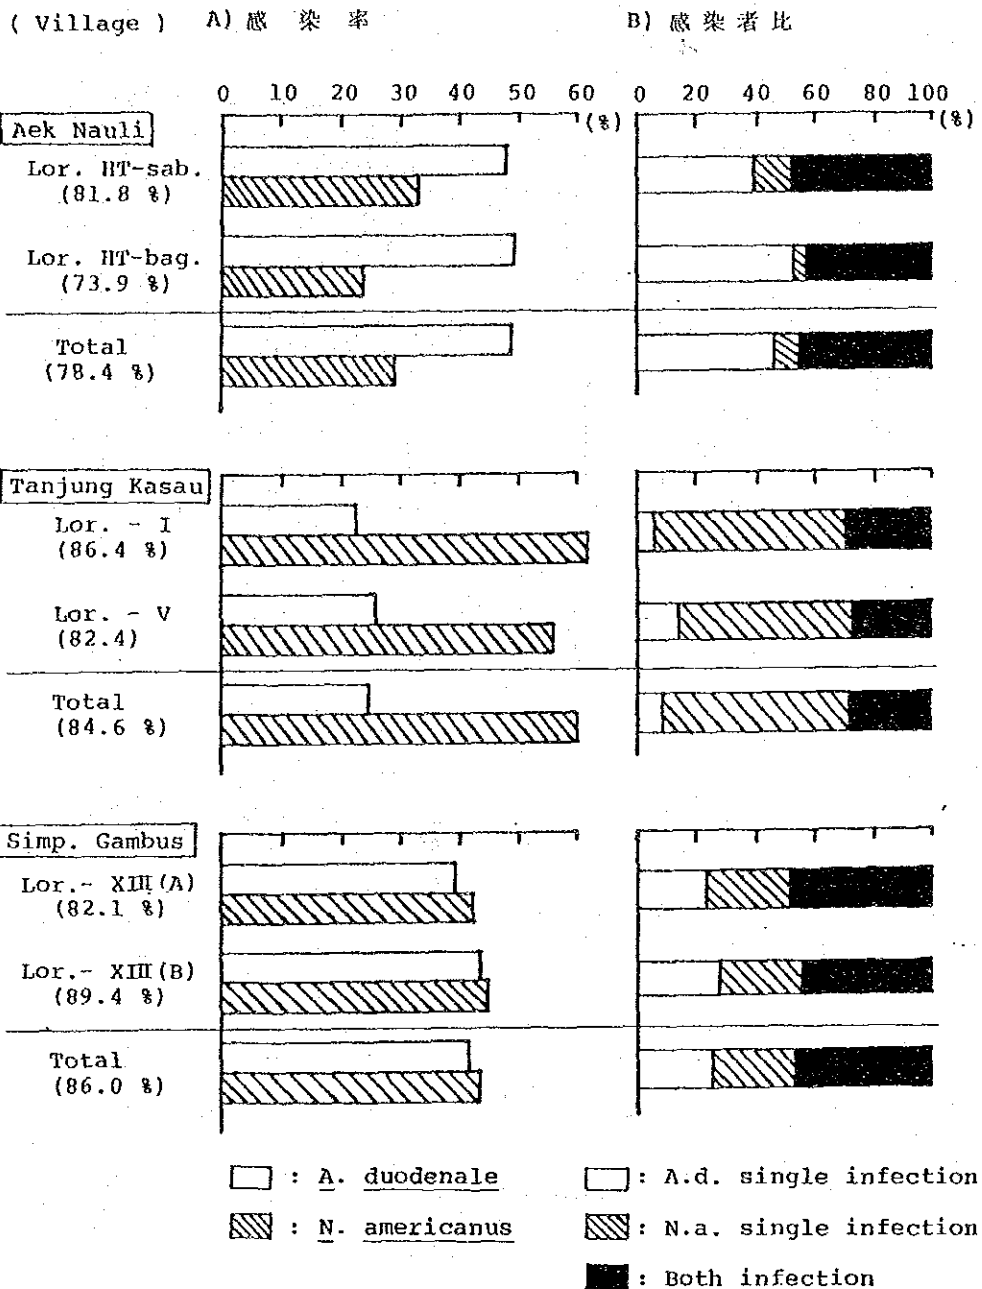 ( Village ) A) 感 染 率 B) 感 染 者 比
0 10 20 30 40 50 60 (%) 0 20 40 60 80 100 (%)
Aek Nauli
Lor. HT-sab.
(81.8 %)
Lor. HT-bag.
(73.9 %)
Total
(78.4 %)
Tanjung Kasau
Lor. - I
(86.4 %)
Lor. - V
(82.4)
Total
(84.6 %)
Simp. Gambus
Lor.- XIII(A)
(82.1 %)
Lor.- XIII(B)
(89.4 %)
Total
(86.0 %)
: A. duodenale : A.d. single infection
: N. americanus : N.a. single infection
: Both infection